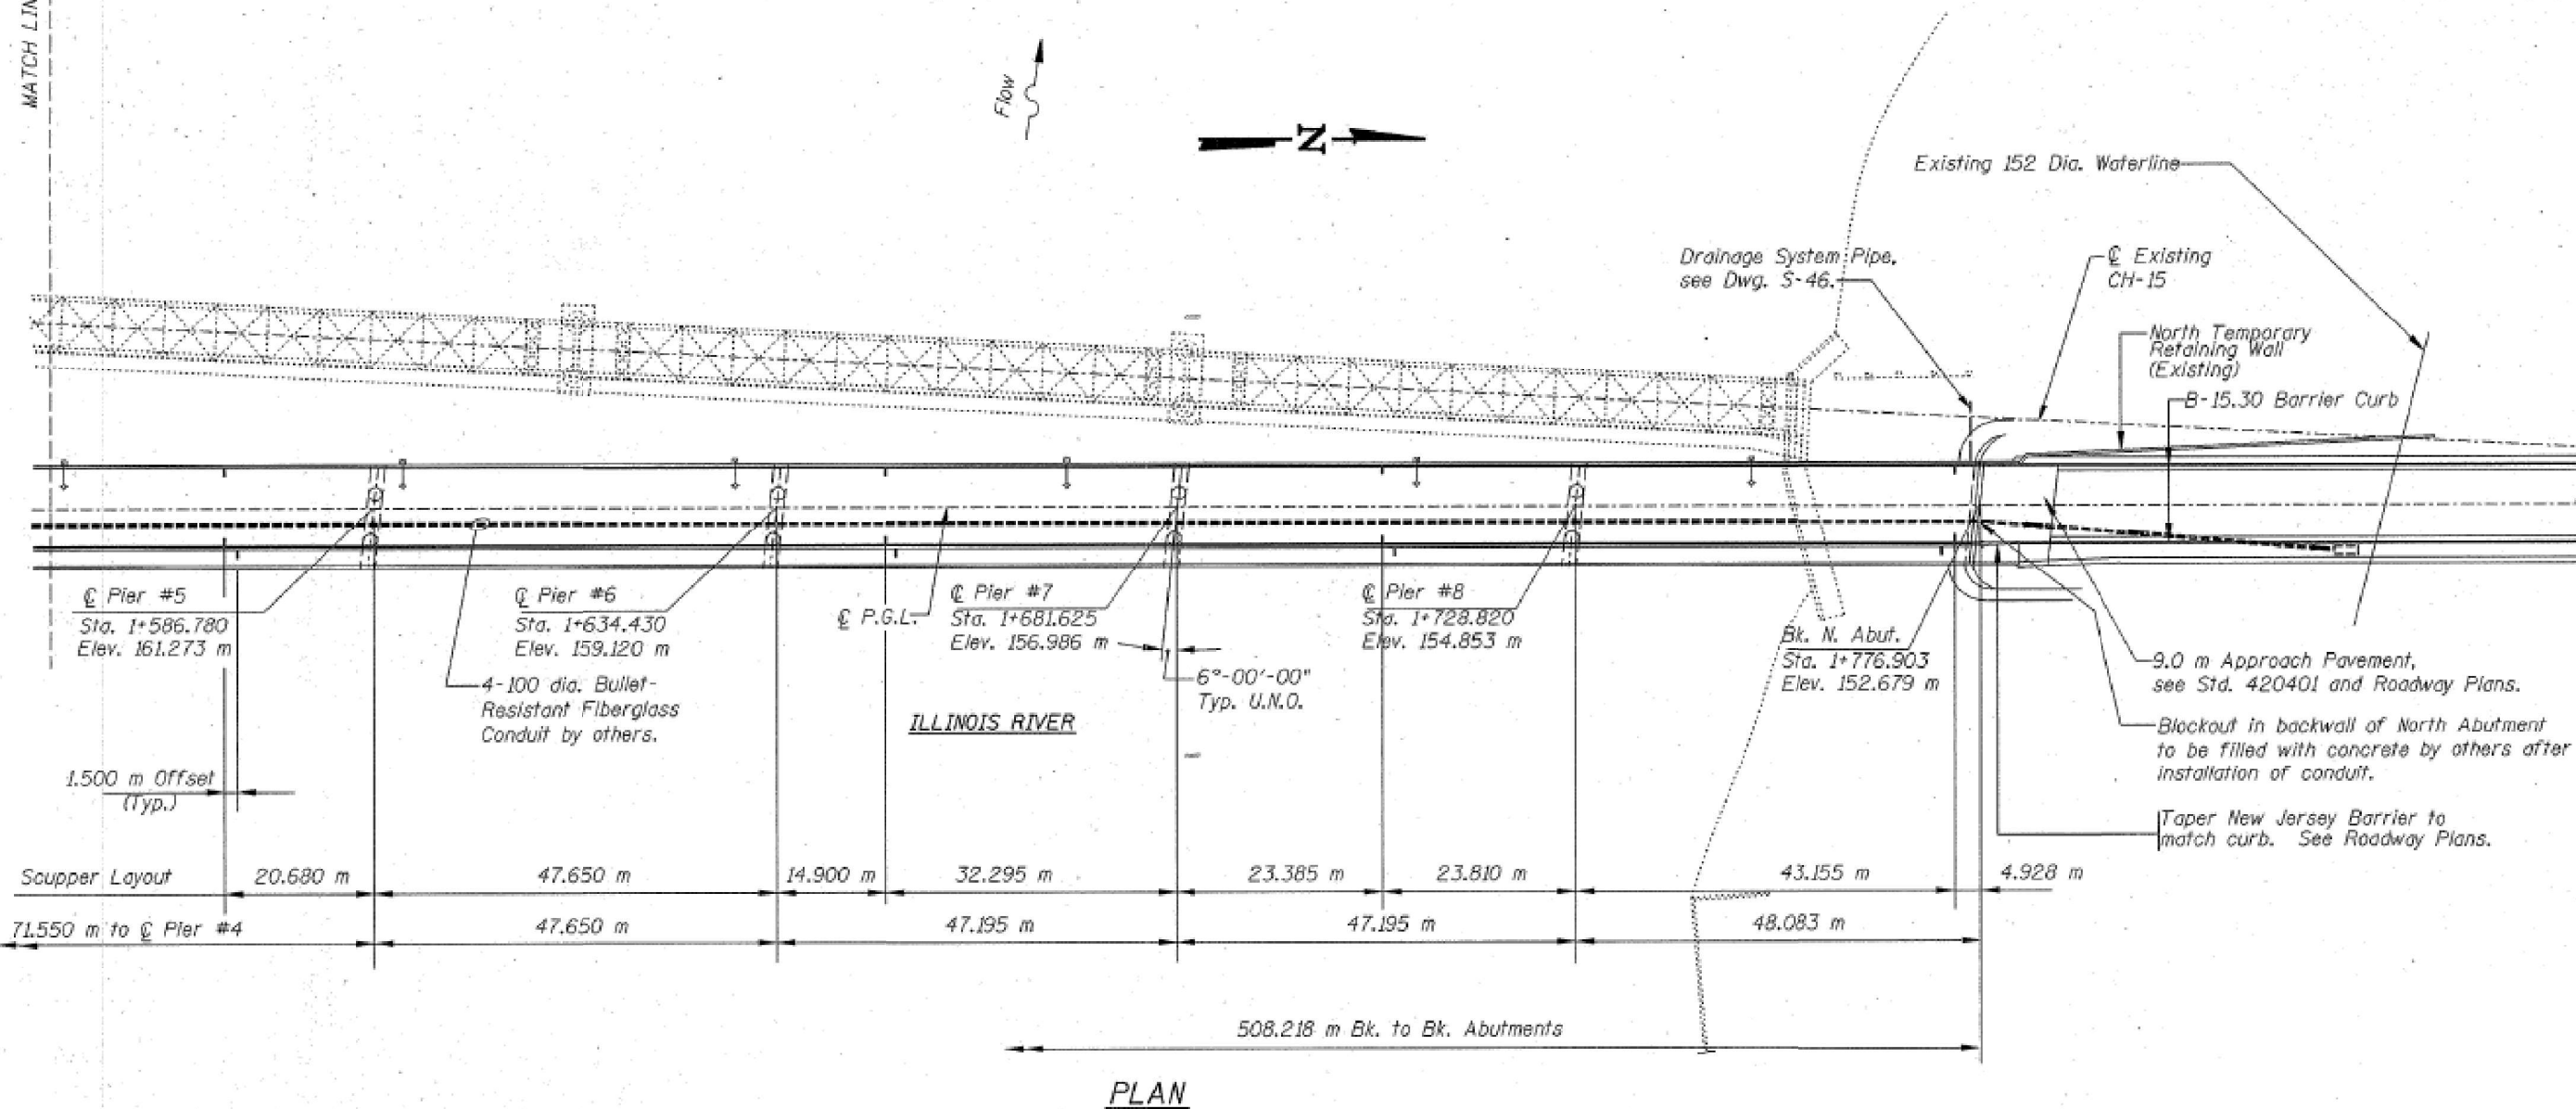 MATCH LIN
Flow
N
Existing 152 Dia. Waterline
Drainage System Pipe,
see Dwg. S-46.
℄ Existing
CH-15
North Temporary
Retaining Wall
(Existing)
B-15.30 Barrier Curb
℄ Pier #5
Sta. 1+586.780
Elev. 161.273 m
℄ Pier #6
Sta. 1+634.430
Elev. 159.120 m
℄ P.G.L.
℄ Pier #7
Sta. 1+681.625
Elev. 156.986 m
℄ Pier #8
Sta. 1+728.820
Elev. 154.853 m
Bk. N. Abut.
Sta. 1+776.903
Elev. 152.679 m
4-100 dia. Bullet-
Resistant Fiberglass
Conduit by others.
6°-00'-00"
Typ. U.N.O.
ILLINOIS RIVER
9.0 m Approach Pavement,
see Std. 420401 and Roadway Plans.
Blockout in backwall of North Abutment
to be filled with concrete by others after
installation of conduit.
Taper New Jersey Barrier to
match curb. See Roadway Plans.
1.500 m Offset
(Typ.)
Scupper Layout 20.680 m 47.650 m 14.900 m 32.295 m 23.385 m 23.810 m 43.155 m 4.928 m
71.550 m to ℄ Pier #4 47.650 m 47.195 m 47.195 m 48.083 m
508.218 m Bk. to Bk. Abutments
PLAN